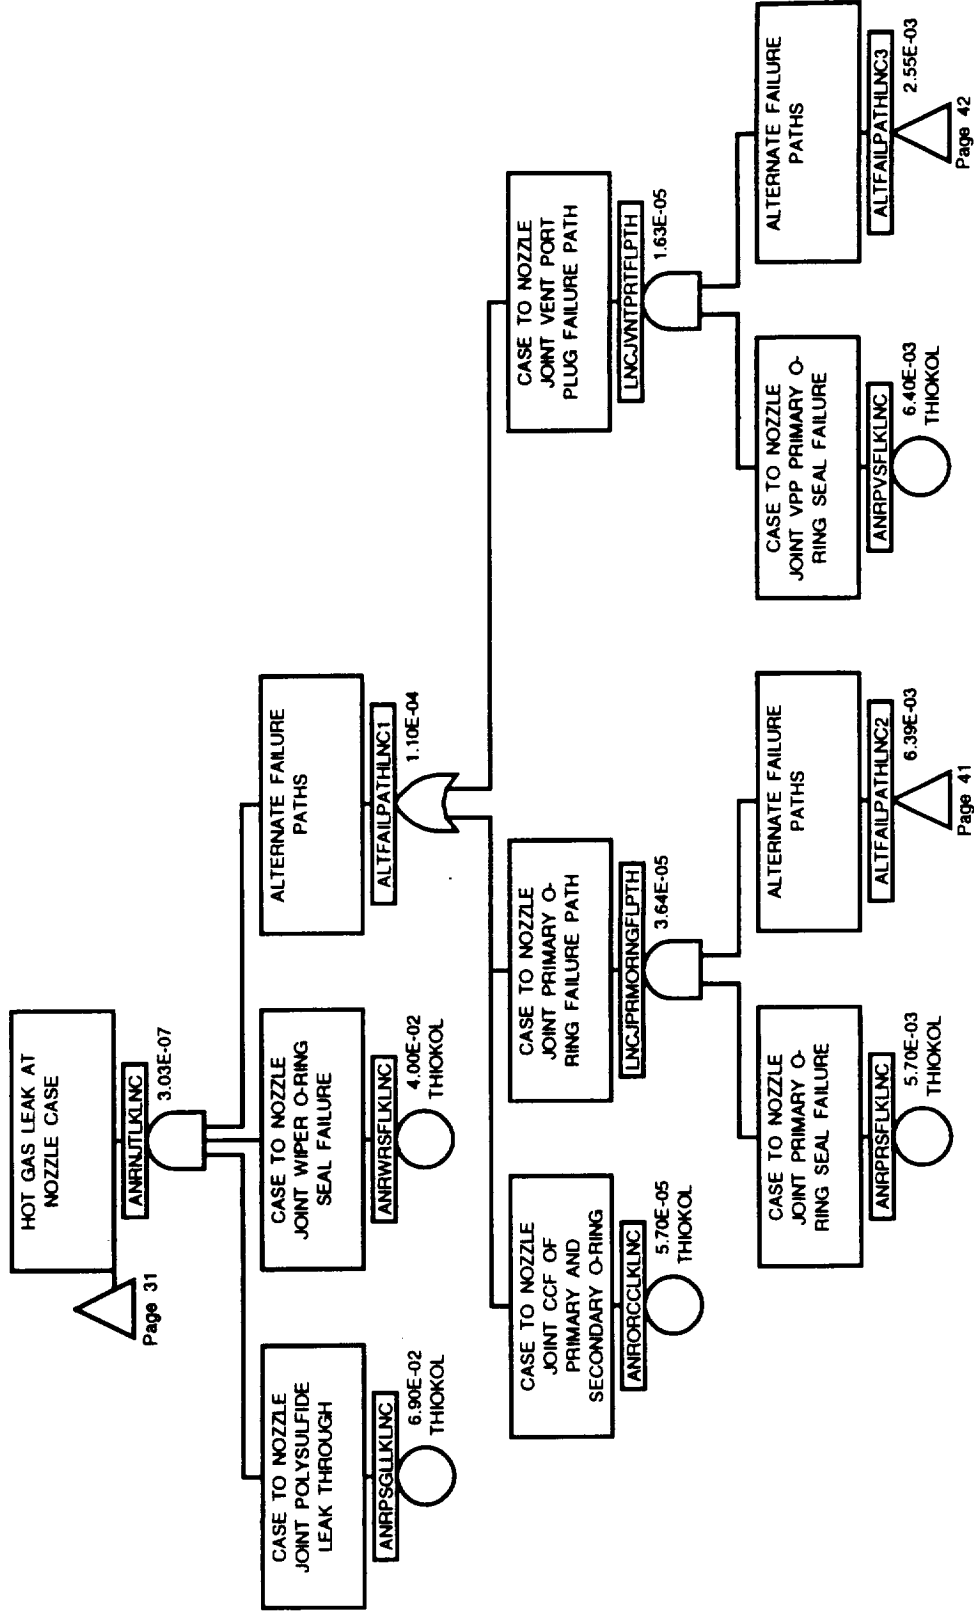 HOT GAS LEAK AT
NOZZLE CASE
ANRNJTLKLNC
3.03E-07
Page 31
CASE TO NOZZLE
JOINT POLYSULFIDE
LEAK THROUGH
ANRPSGLLKLNC
6.90E-02
THIOKOL
CASE TO NOZZLE
JOINT WIPER O-RING
SEAL FAILURE
ANRWRSFLKLNC
4.00E-02
THIOKOL
ALTERNATE FAILURE
PATHS
ALTFAILPATHLNC1
1.10E-04
CASE TO NOZZLE
JOINT CCF OF
PRIMARY AND
SECONDARY O-RING
ANRORCCLKLNC
5.70E-05
THIOKOL
CASE TO NOZZLE
JOINT PRIMARY O-
RING FAILURE PATH
LNCJPRMORNGFLPTH
3.64E-05
CASE TO NOZZLE
JOINT VENT PORT
PLUG FAILURE PATH
LNCJVNTPRTFLPTH
1.63E-05
CASE TO NOZZLE
JOINT PRIMARY O-
RING SEAL FAILURE
ANRPRSFLKLNC
5.70E-03
THIOKOL
ALTERNATE FAILURE
PATHS
ALTFAILPATHLNC2
6.39E-03
Page 41
CASE TO NOZZLE
JOINT VPP PRIMARY O-
RING SEAL FAILURE
ANRPVSFLKLNC
6.40E-03
THIOKOL
ALTERNATE FAILURE
PATHS
ALTFAILPATHLNC3
2.55E-03
Page 42